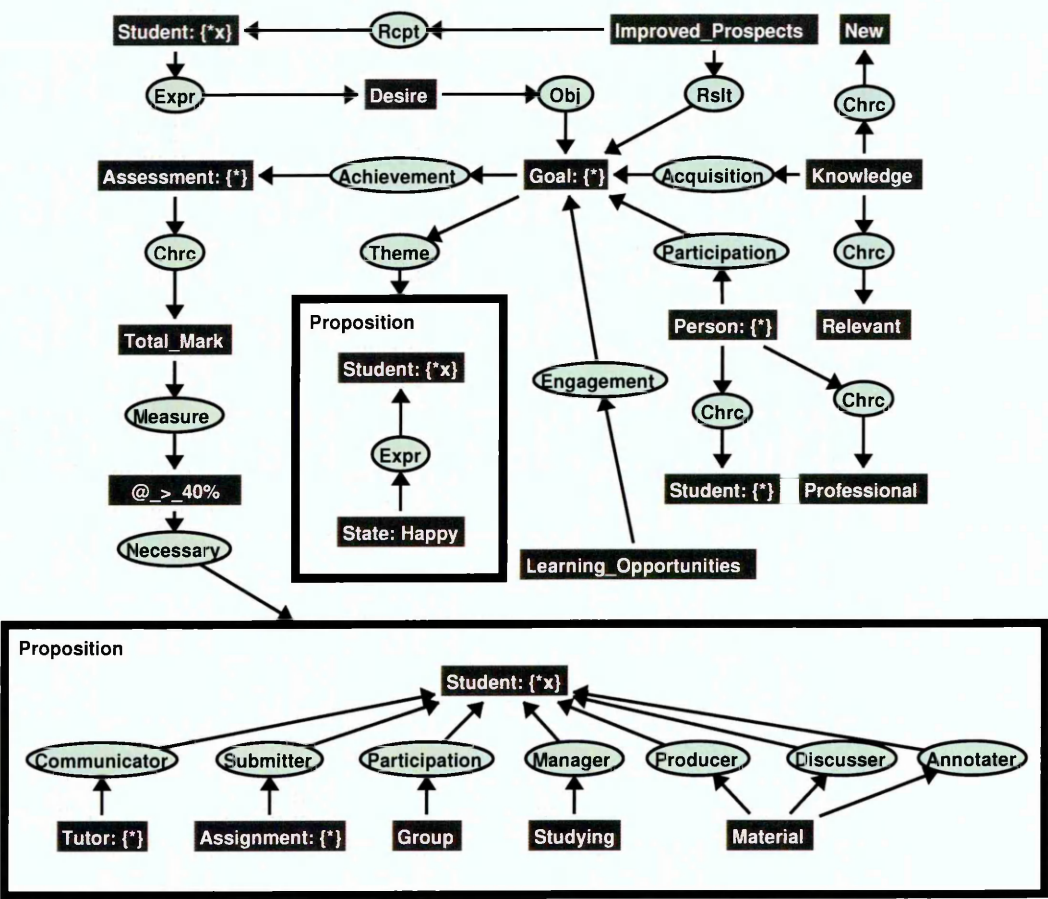 Student: {*x}
Rcpt
Improved_Prospects
New
Expr
Desire
Obj
Rslt
Chrc
Assessment: {*}
Achievement
Goal: {*}
Acquisition
Knowledge
Chrc
Theme
Participation
Chrc
Proposition
Person: {*}
Relevant
Total_Mark
Student: {*x}
Engagement
Measure
Chrc
Chrc
Expr
@_>_40%
Student: {*}
Professional
State: Happy
Necessary
Learning_Opportunities
Proposition
Student: {*x}
Communicator
Submitter
Participation
Manager
Producer
Discusser
Annotater
Tutor: {*}
Assignment: {*}
Group
Studying
Material